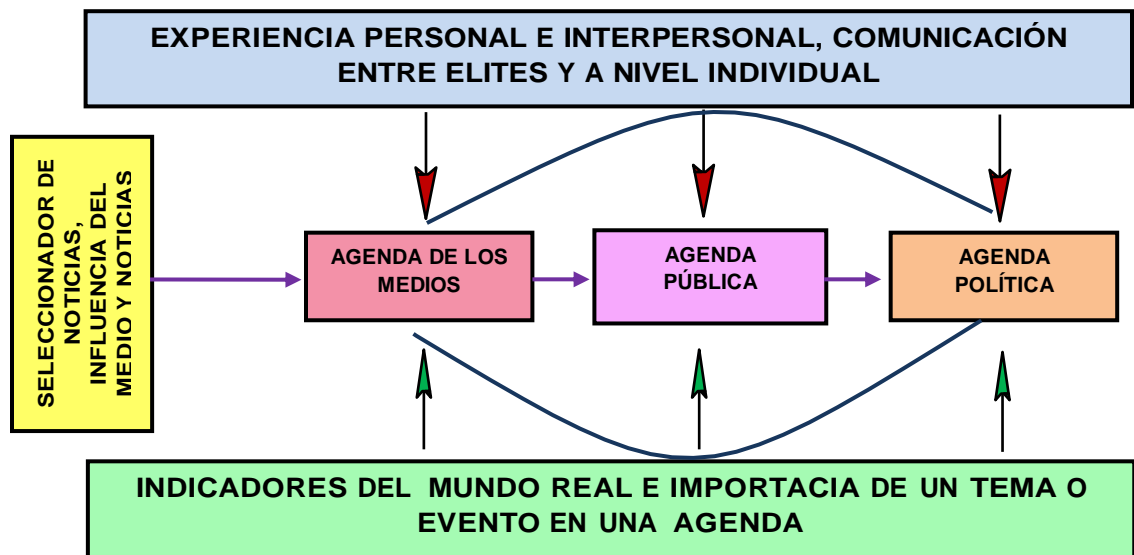 EXPERIENCIA PERSONAL E INTERPERSONAL, COMUNICACIÓN
ENTRE ELITES Y A NIVEL INDIVIDUAL
SELECCIONADOR DE
NOTICIAS,
INFLUENCIA DEL
MEDIO Y NOTICIAS
AGENDA DE LOS
MEDIOS
AGENDA
PÚBLICA
AGENDA
POLÍTICA
INDICADORES DEL MUNDO REAL E IMPORTACIA DE UN TEMA O
EVENTO EN UNA AGENDA